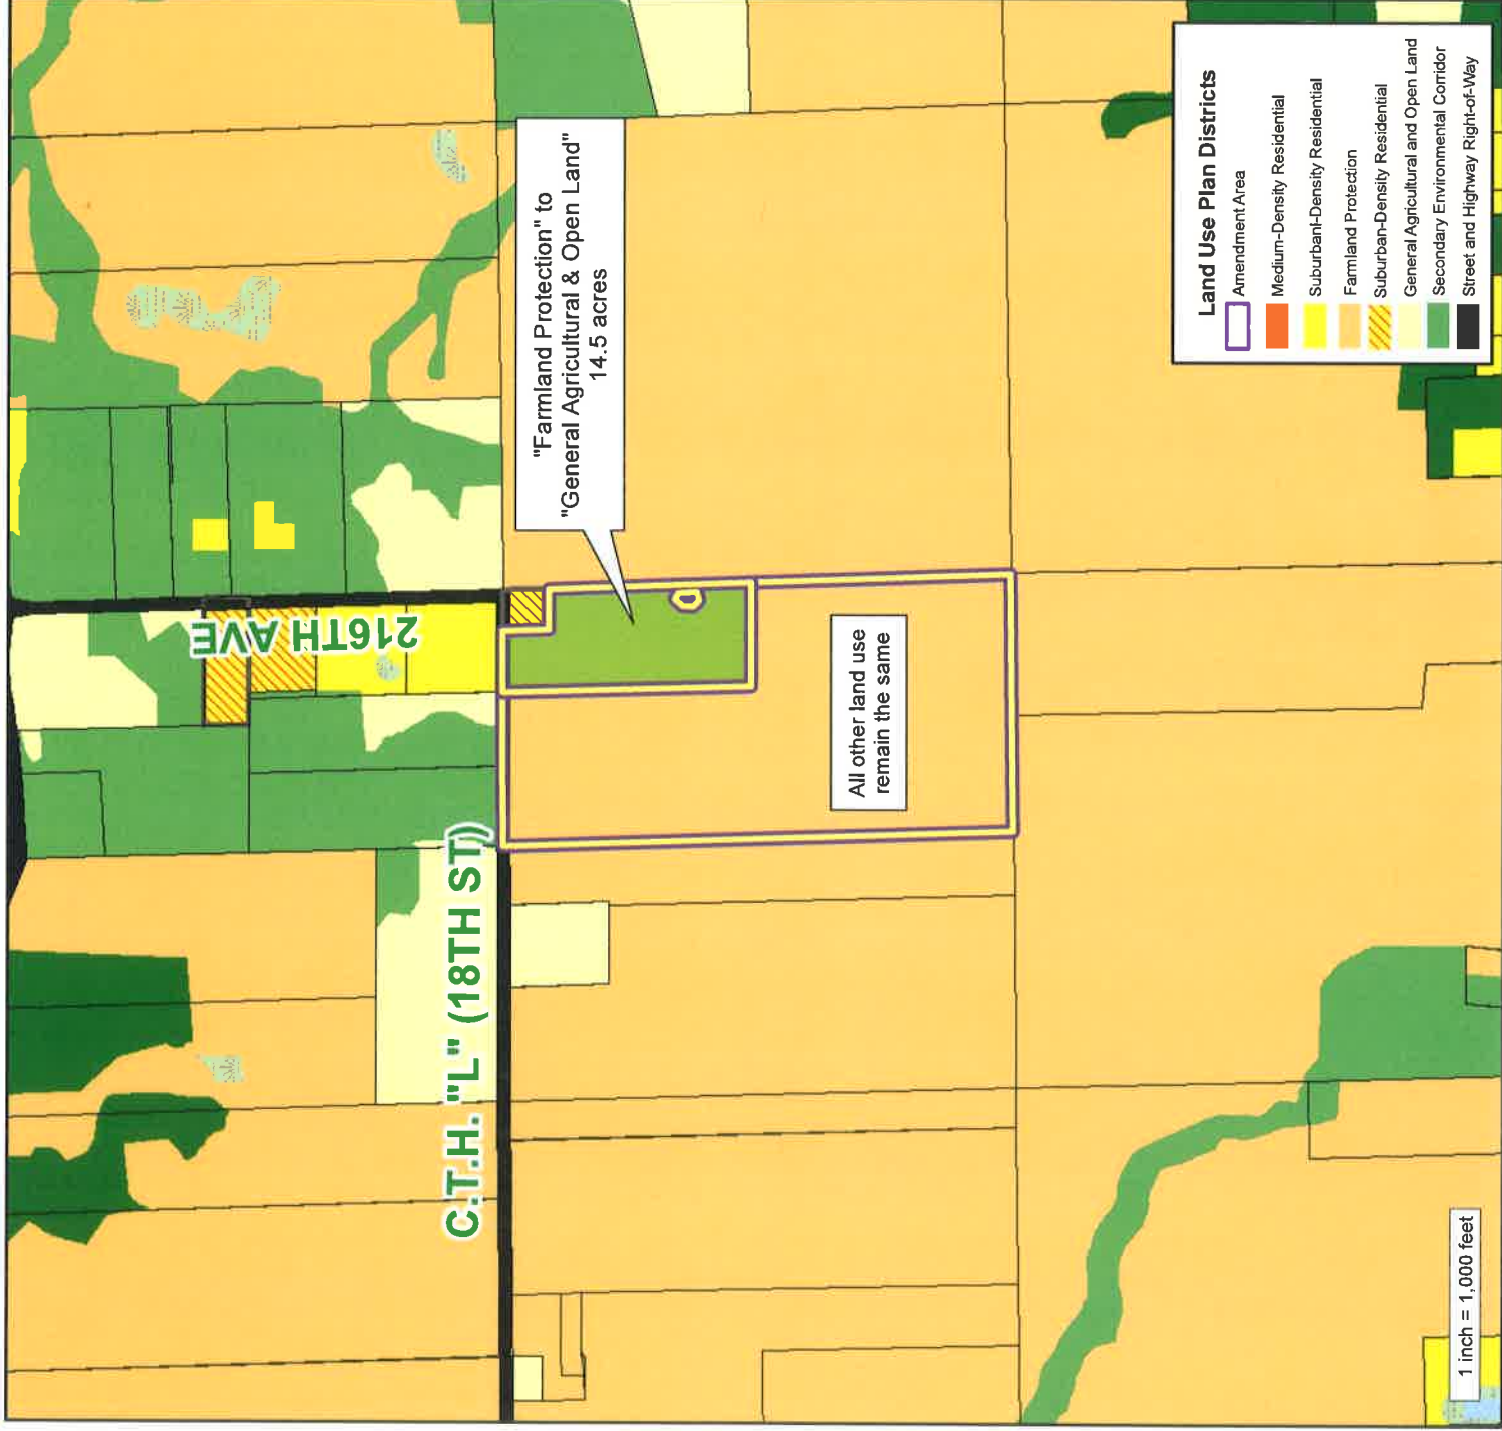 216TH AVE
C.T.H. "L" (18TH ST)
"Farmland Protection" to
"General Agricultural & Open Land"
14.5 acres
All other land use
remain the same
Land Use Plan Districts
Amendment Area
Medium-Density Residential
Suburbanl-Density Residential
Farmland Protection
Suburban-Density Residential
General Agricultural and Open Land
Secondary Environmental Corridor
Street and Highway Right-of-Way
1 inch = 1,000 feet